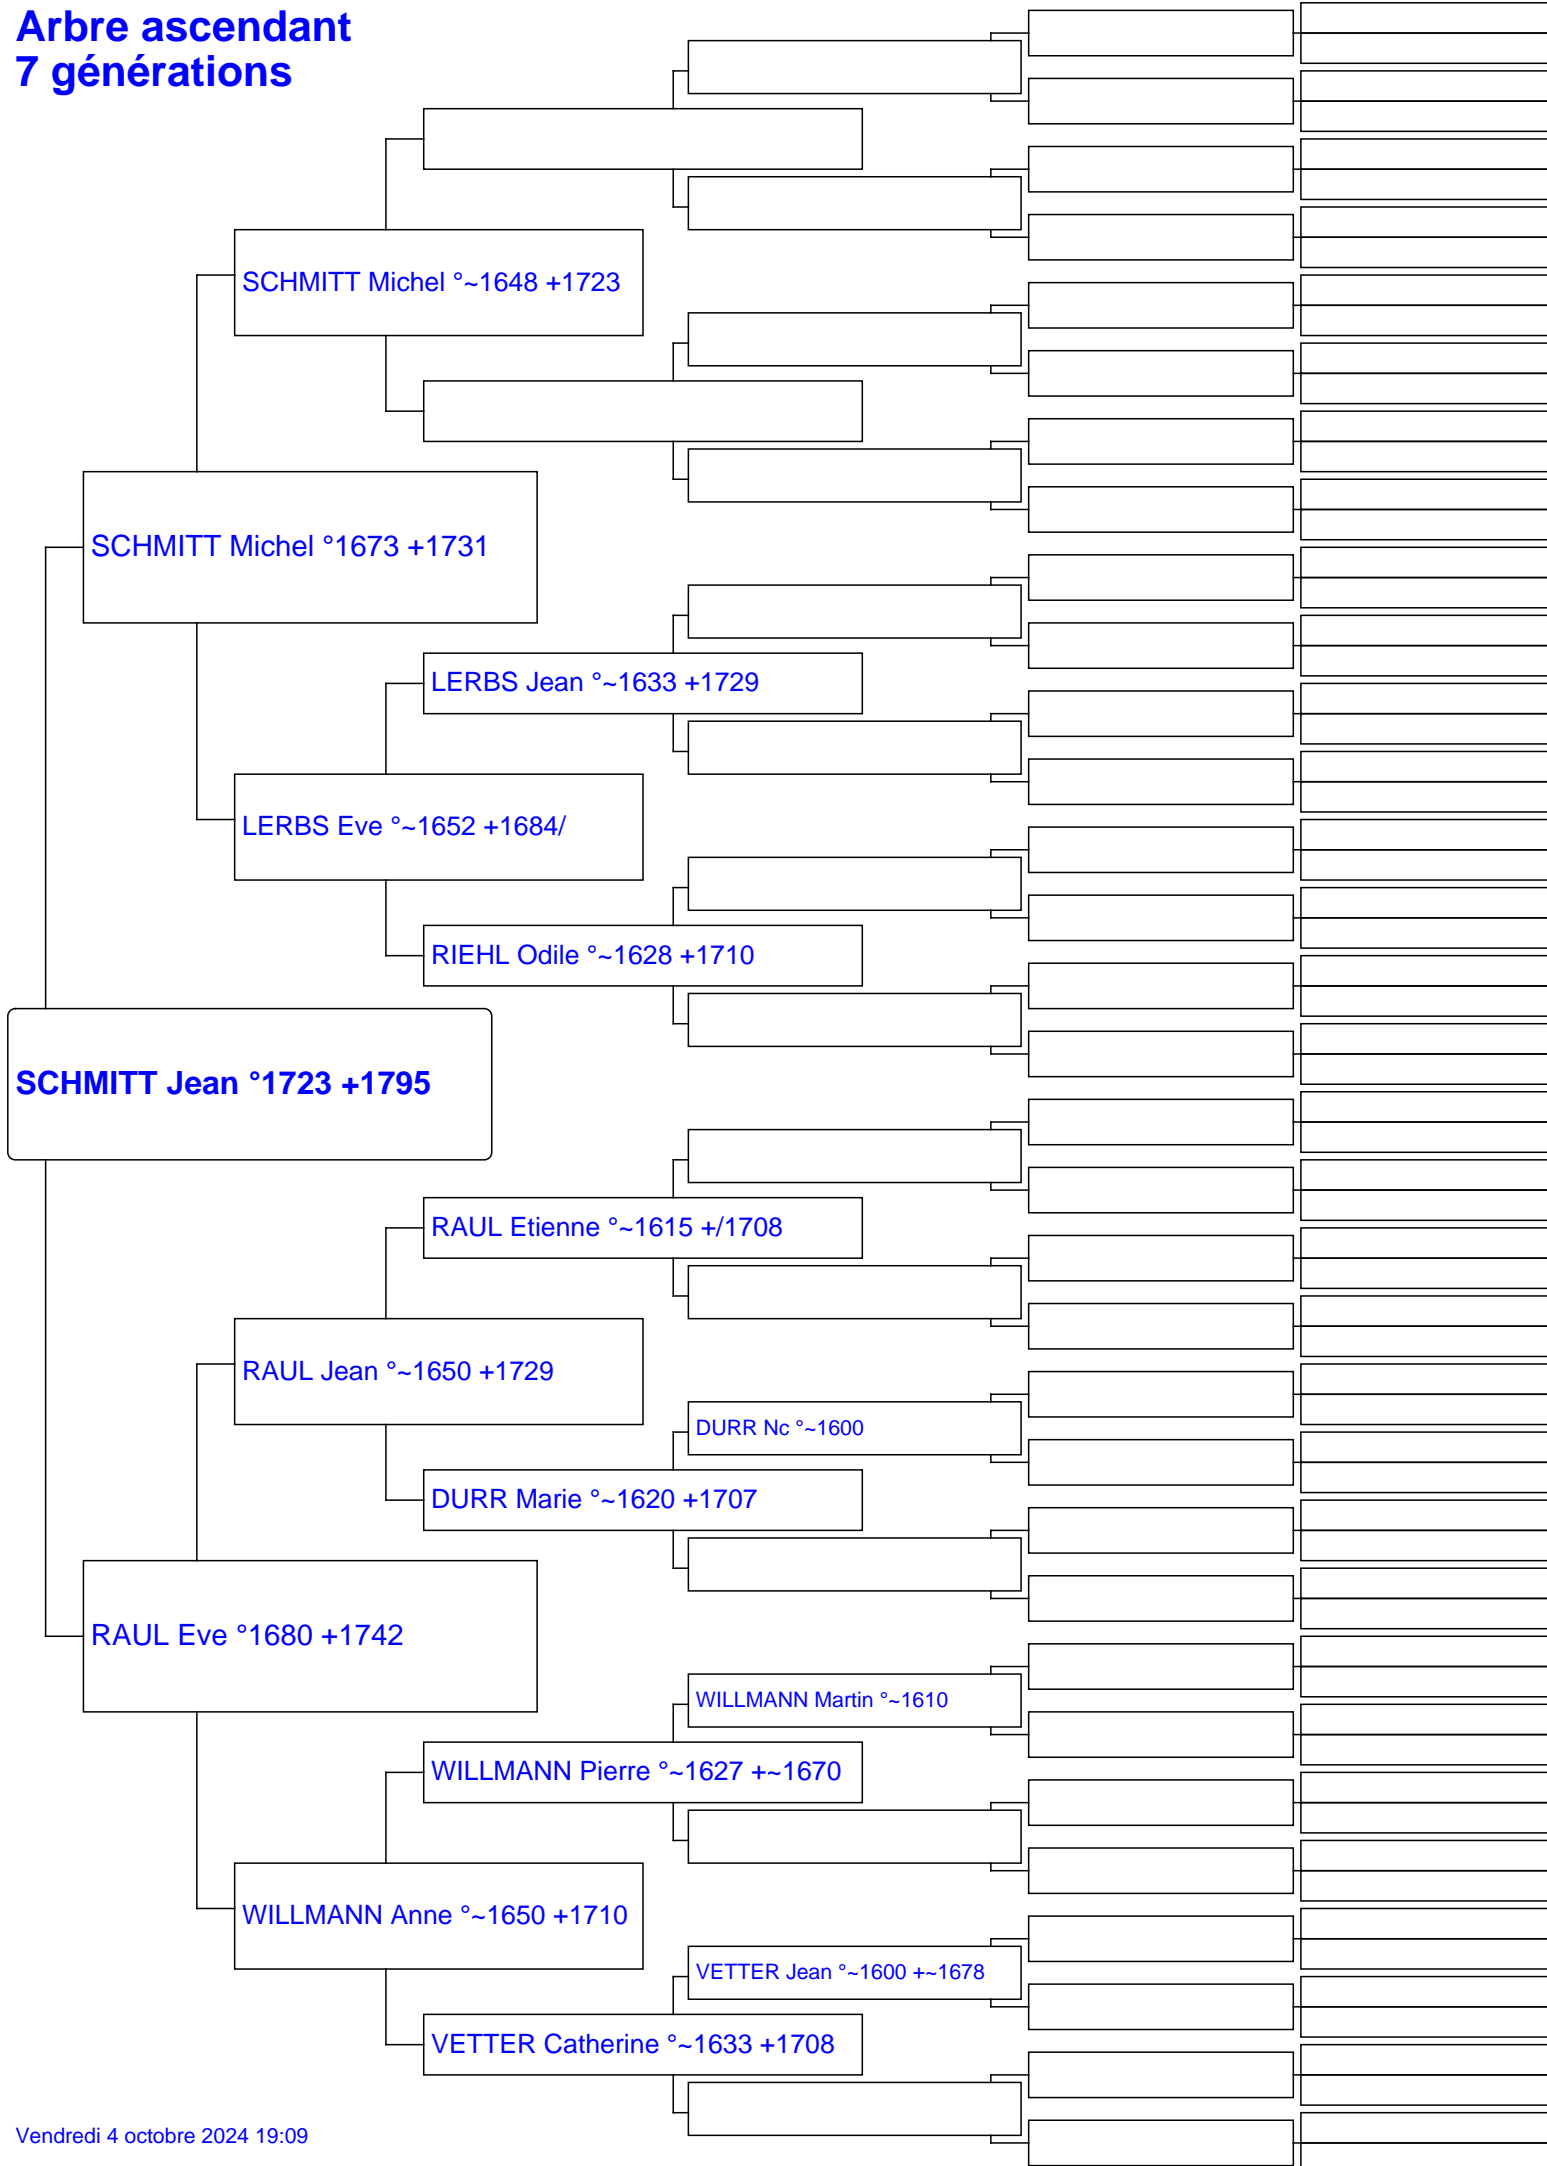 Arbre ascendant
7 générations
SCHMITT Michel °~1648 +1723
SCHMITT Michel °1673 +1731
LERBS Jean °~1633 +1729
LERBS Eve °~1652 +1684/
RIEHL Odile °~1628 +1710
SCHMITT Jean °1723 +1795
RAUL Etienne °~1615 +/1708
RAUL Jean °~1650 +1729
DURR Nc °~1600
DURR Marie °~1620 +1707
RAUL Eve °1680 +1742
WILLMANN Martin °~1610
WILLMANN Pierre °~1627 +~1670
WILLMANN Anne °~1650 +1710
VETTER Jean °~1600 +~1678
VETTER Catherine °~1633 +1708
Vendredi 4 octobre 2024 19:09